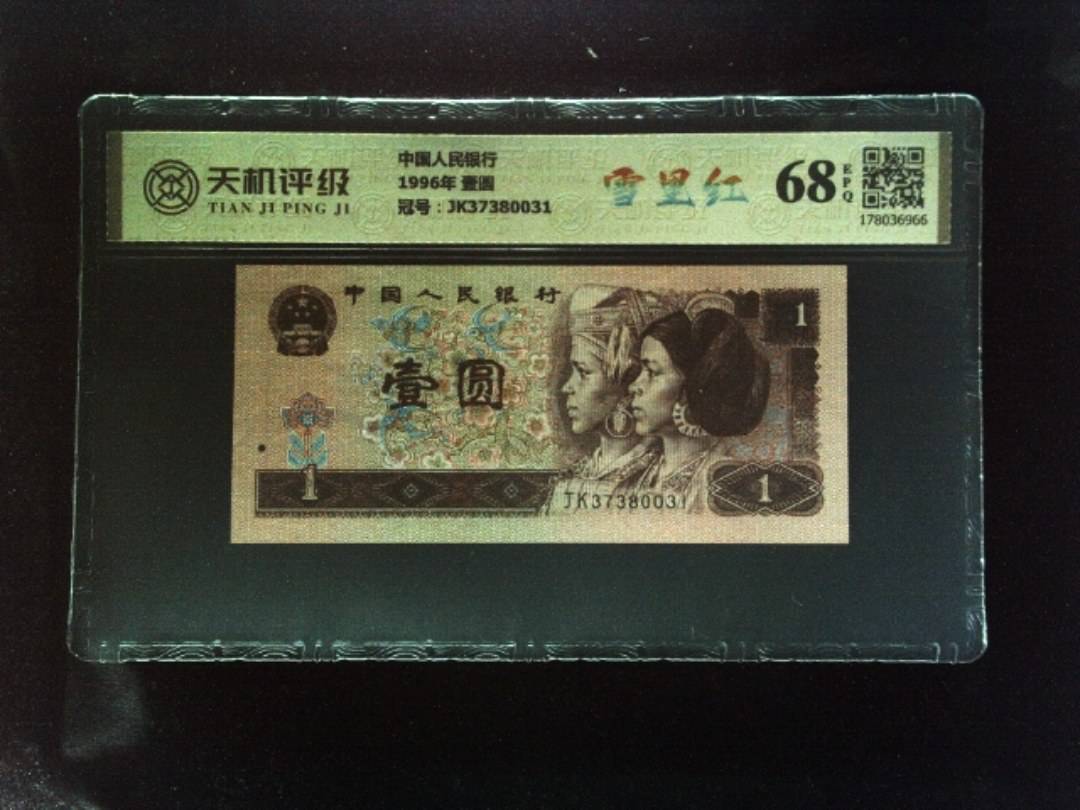 天机评级
TIAN JI PING JI
中国人民银行
1996年 壹圆
冠号：JK37380031
雪里红
68
EPQ
178036966
中国人民银行
1
壹圆
1
JK37380031
1